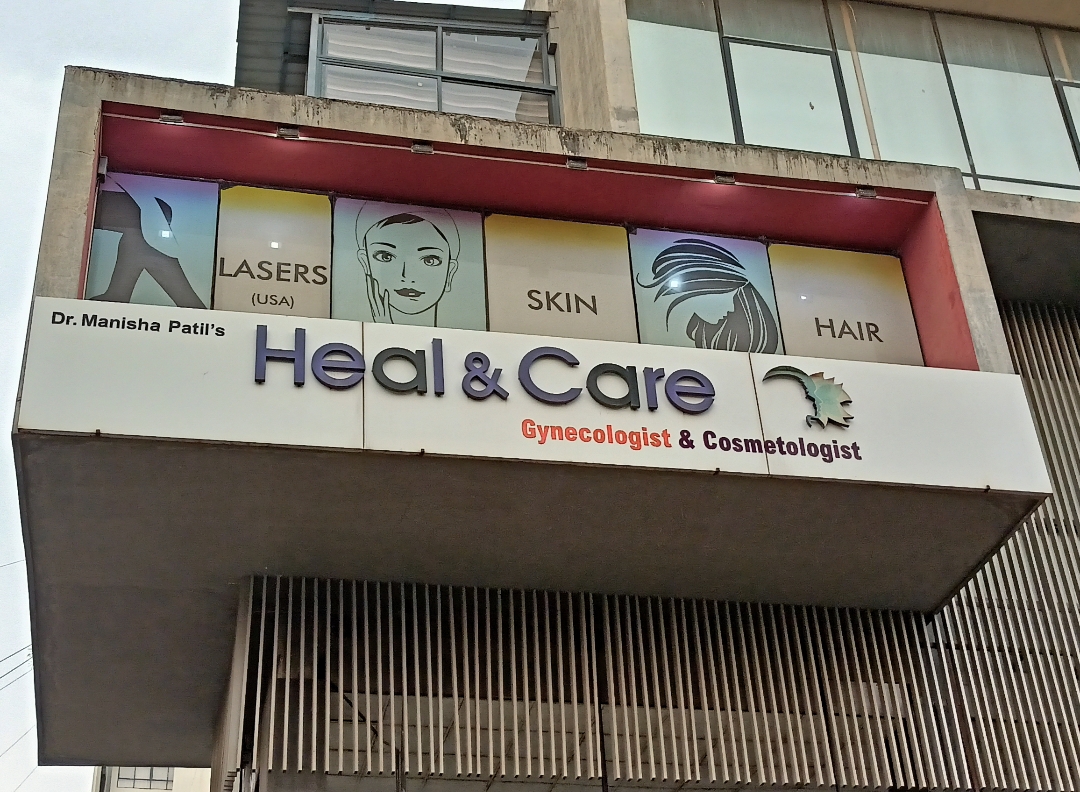 LASERS
(USA)
SKIN
HAIR
Dr. Manisha Patil's
Heal & Care
Gynecologist & Cosmetologist